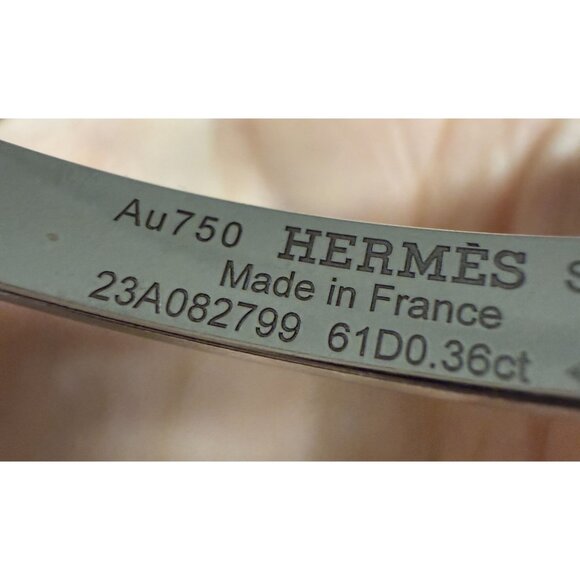 Au750 HERMÈS S
Made in France
23A082799 61D0.36ct